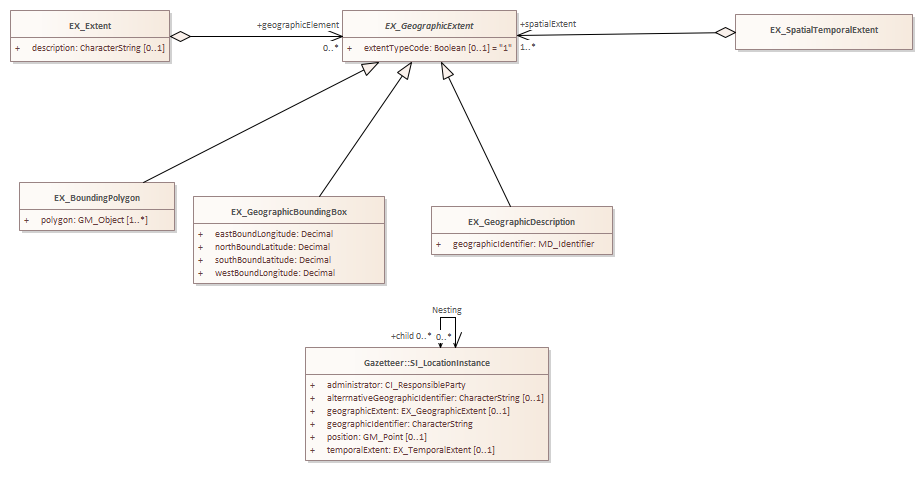 EX_Extent
+ description: CharacterString [0..1]
+geographicElement
0..*
EX_GeographicExtent
+ extentTypeCode: Boolean [0..1] = "1"
+spatialExtent
1..*
EX_SpatialTemporalExtent
EX_BoundingPolygon
+ polygon: GM_Object [1..*]
EX_GeographicBoundingBox
+ eastBoundLongitude: Decimal
+ northBoundLatitude: Decimal
+ southBoundLatitude: Decimal
+ westBoundLongitude: Decimal
EX_GeographicDescription
+ geographicIdentifier: MD_Identifier
Nesting
+child 0..* 0..*
Gazetteer::SI_LocationInstance
+ administrator: CI_ResponsibleParty
+ alterrnativeGeographicIdentifier: CharacterString [0..1]
+ geographicExtent: EX_GeographicExtent [0..1]
+ geographicIdentifier: CharacterString
+ position: GM_Point [0..1]
+ temporalExtent: EX_TemporalExtent [0..1]